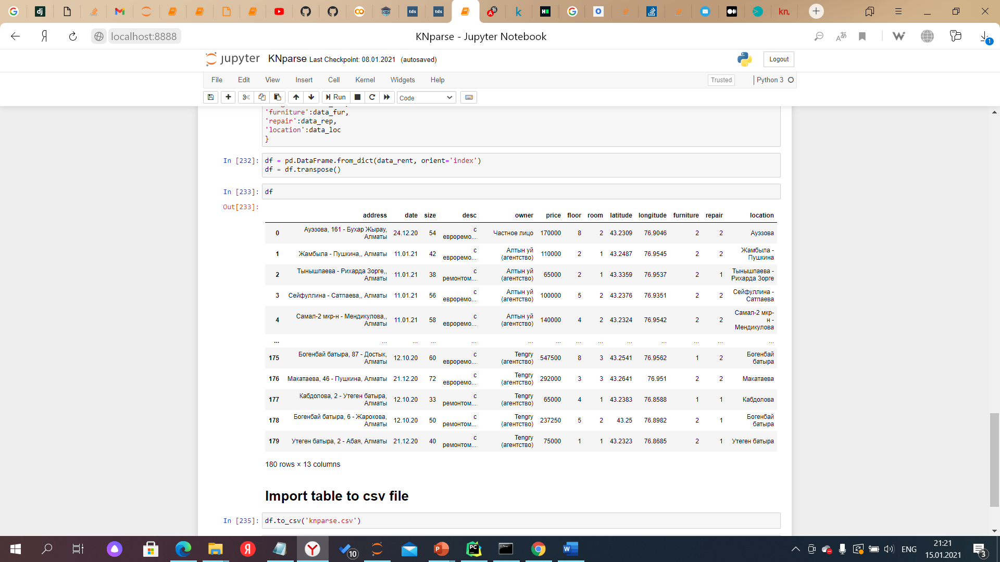 localhost:8888
KNparse - Jupyter Notebook
jupyter KNparse Last Checkpoint: 08.01.2021 (autosaved)
Logout
File Edit View Insert Cell Kernel Widgets Help
Trusted Python 3
Run Code
'furniture':data_fur,
'repair':data_rep,
'location':data_loc
}
In [232]: df = pd.DataFrame.from_dict(data_rent, orient='index')
df = df.transpose()
In [233]: df
Out[233]:
address date size desc owner price floor room latitude longitude furniture repair location
0 Ауэзова, 161 - Бухар Жырау, Алматы 24.12.20 54 с евроремо... Частное лицо 170000 8 2 43.2309 76.9046 2 2 Ауэзова
1 Жамбыла - Пушкина,, Алматы 11.01.21 42 с евроремо... Алтын уй (агентство) 110000 2 1 43.2487 76.9545 2 2 Жамбыла - Пушкина
2 Тынышпаева - Рихарда Зорге,, Алматы 11.01.21 38 с ремонтом... Алтын уй (агентство) 65000 2 1 43.3359 76.9537 2 1 Тынышпаева - Рихарда Зорге
3 Сейфуллина - Сатпаева,, Алматы 11.01.21 56 с евроремо... Алтын уй (агентство) 100000 5 2 43.2376 76.9351 2 2 Сейфуллина - Сатпаева
4 Самал-2 мкр-н - Мендикулова,, Алматы 11.01.21 58 с евроремо... Алтын уй (агентство) 140000 4 2 43.2324 76.9542 2 2 Самал-2 мкр-н - Мендикулова
... ... ... ... ... ... ... ... ... ... ... ... ... ...
175 Богенбай батыра, 87 - Достык, Алматы 12.10.20 60 с евроремо... Tengry (агентство) 547500 8 3 43.2541 76.9562 1 2 Богенбай батыра
176 Макатаева, 46 - Пушкина, Алматы 21.12.20 72 с евроремо... Tengry (агентство) 292000 3 3 43.2641 76.951 2 2 Макатаева
177 Кабдолова, 2 - Утеген батыра, Алматы 12.10.20 33 с ремонтом... Tengry (агентство) 65000 4 1 43.2383 76.8588 1 1 Кабдолова
178 Богенбай батыра, 6 - Жарокова, Алматы 12.10.20 50 с ремонтом... Tengry (агентство) 237250 5 2 43.25 76.8982 2 1 Богенбай батыра
179 Утеген батыра, 2 - Абая, Алматы 21.12.20 40 с ремонтом... Tengry (агентство) 75000 1 1 43.2323 76.8685 2 1 Утеген батыра
180 rows × 13 columns
Import table to csv file
In [235]: df.to_csv('knparse.csv')
10
ENG
21:21
15.01.2021
3